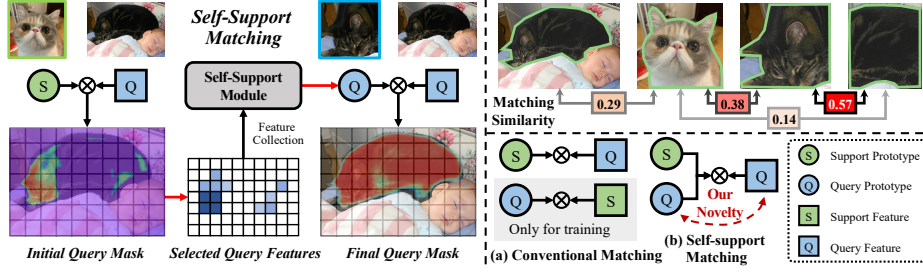 Self-Support
Matching
S
Q
Self-Support
Module
Q
Q
Feature
Collection
Initial Query Mask
Selected Query Features
Final Query Mask
Matching
Similarity
0.29
0.38
0.57
0.14
S
Q
Q
S
Only for training
(a) Conventional Matching
S
Q
Q
Our
Novelty
(b) Self-support
Matching
S Support Prototype
Q Query Prototype
S Support Feature
Q Query Feature